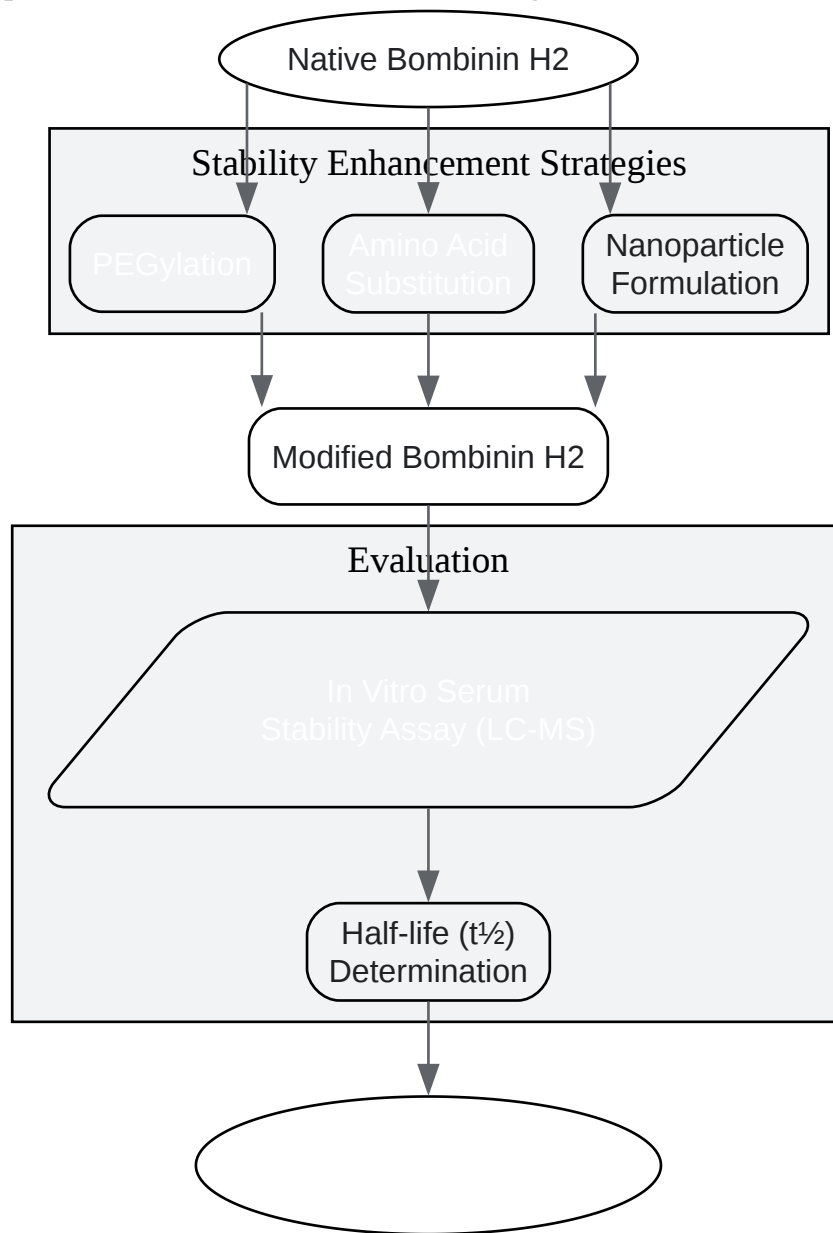 Native Bombinin H2
Stability Enhancement Strategies
PEGylation
Amino Acid
Substitution
Nanoparticle
Formulation
Modified Bombinin H2
Evaluation
In Vitro Serum
Stability Assay (LC-MS)
Half-life (t½)
Determination